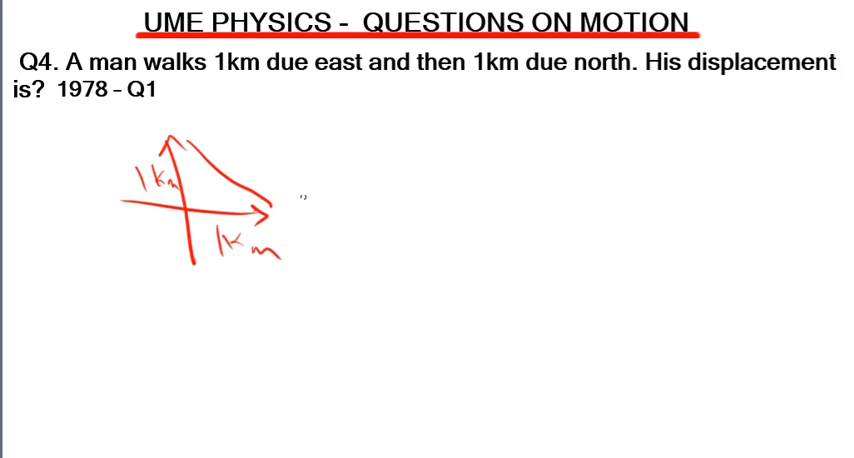 UME PHYSICS - QUESTIONS ON MOTION
Q4. A man walks 1km due east and then 1km due north. His displacement
is? 1978 - Q1
1km
1km